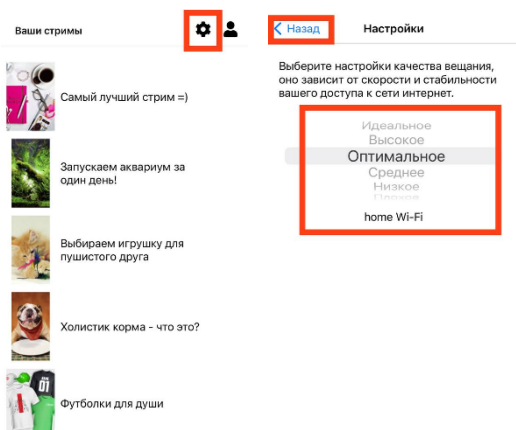 Ваши стримы
Самый лучший стрим =)
Запускаем аквариум за
один день!
Выбираем игрушку для
пушистого друга
Холистик корма - что это?
01
Футболки для души
Назад
Настройки
Выберите настройки качества вещания,
оно зависит от скорости и стабильности
вашего доступа к сети интернет.
Идеальное
Высокое
Оптимальное
Среднее
Низкое
Плохое
home Wi-Fi